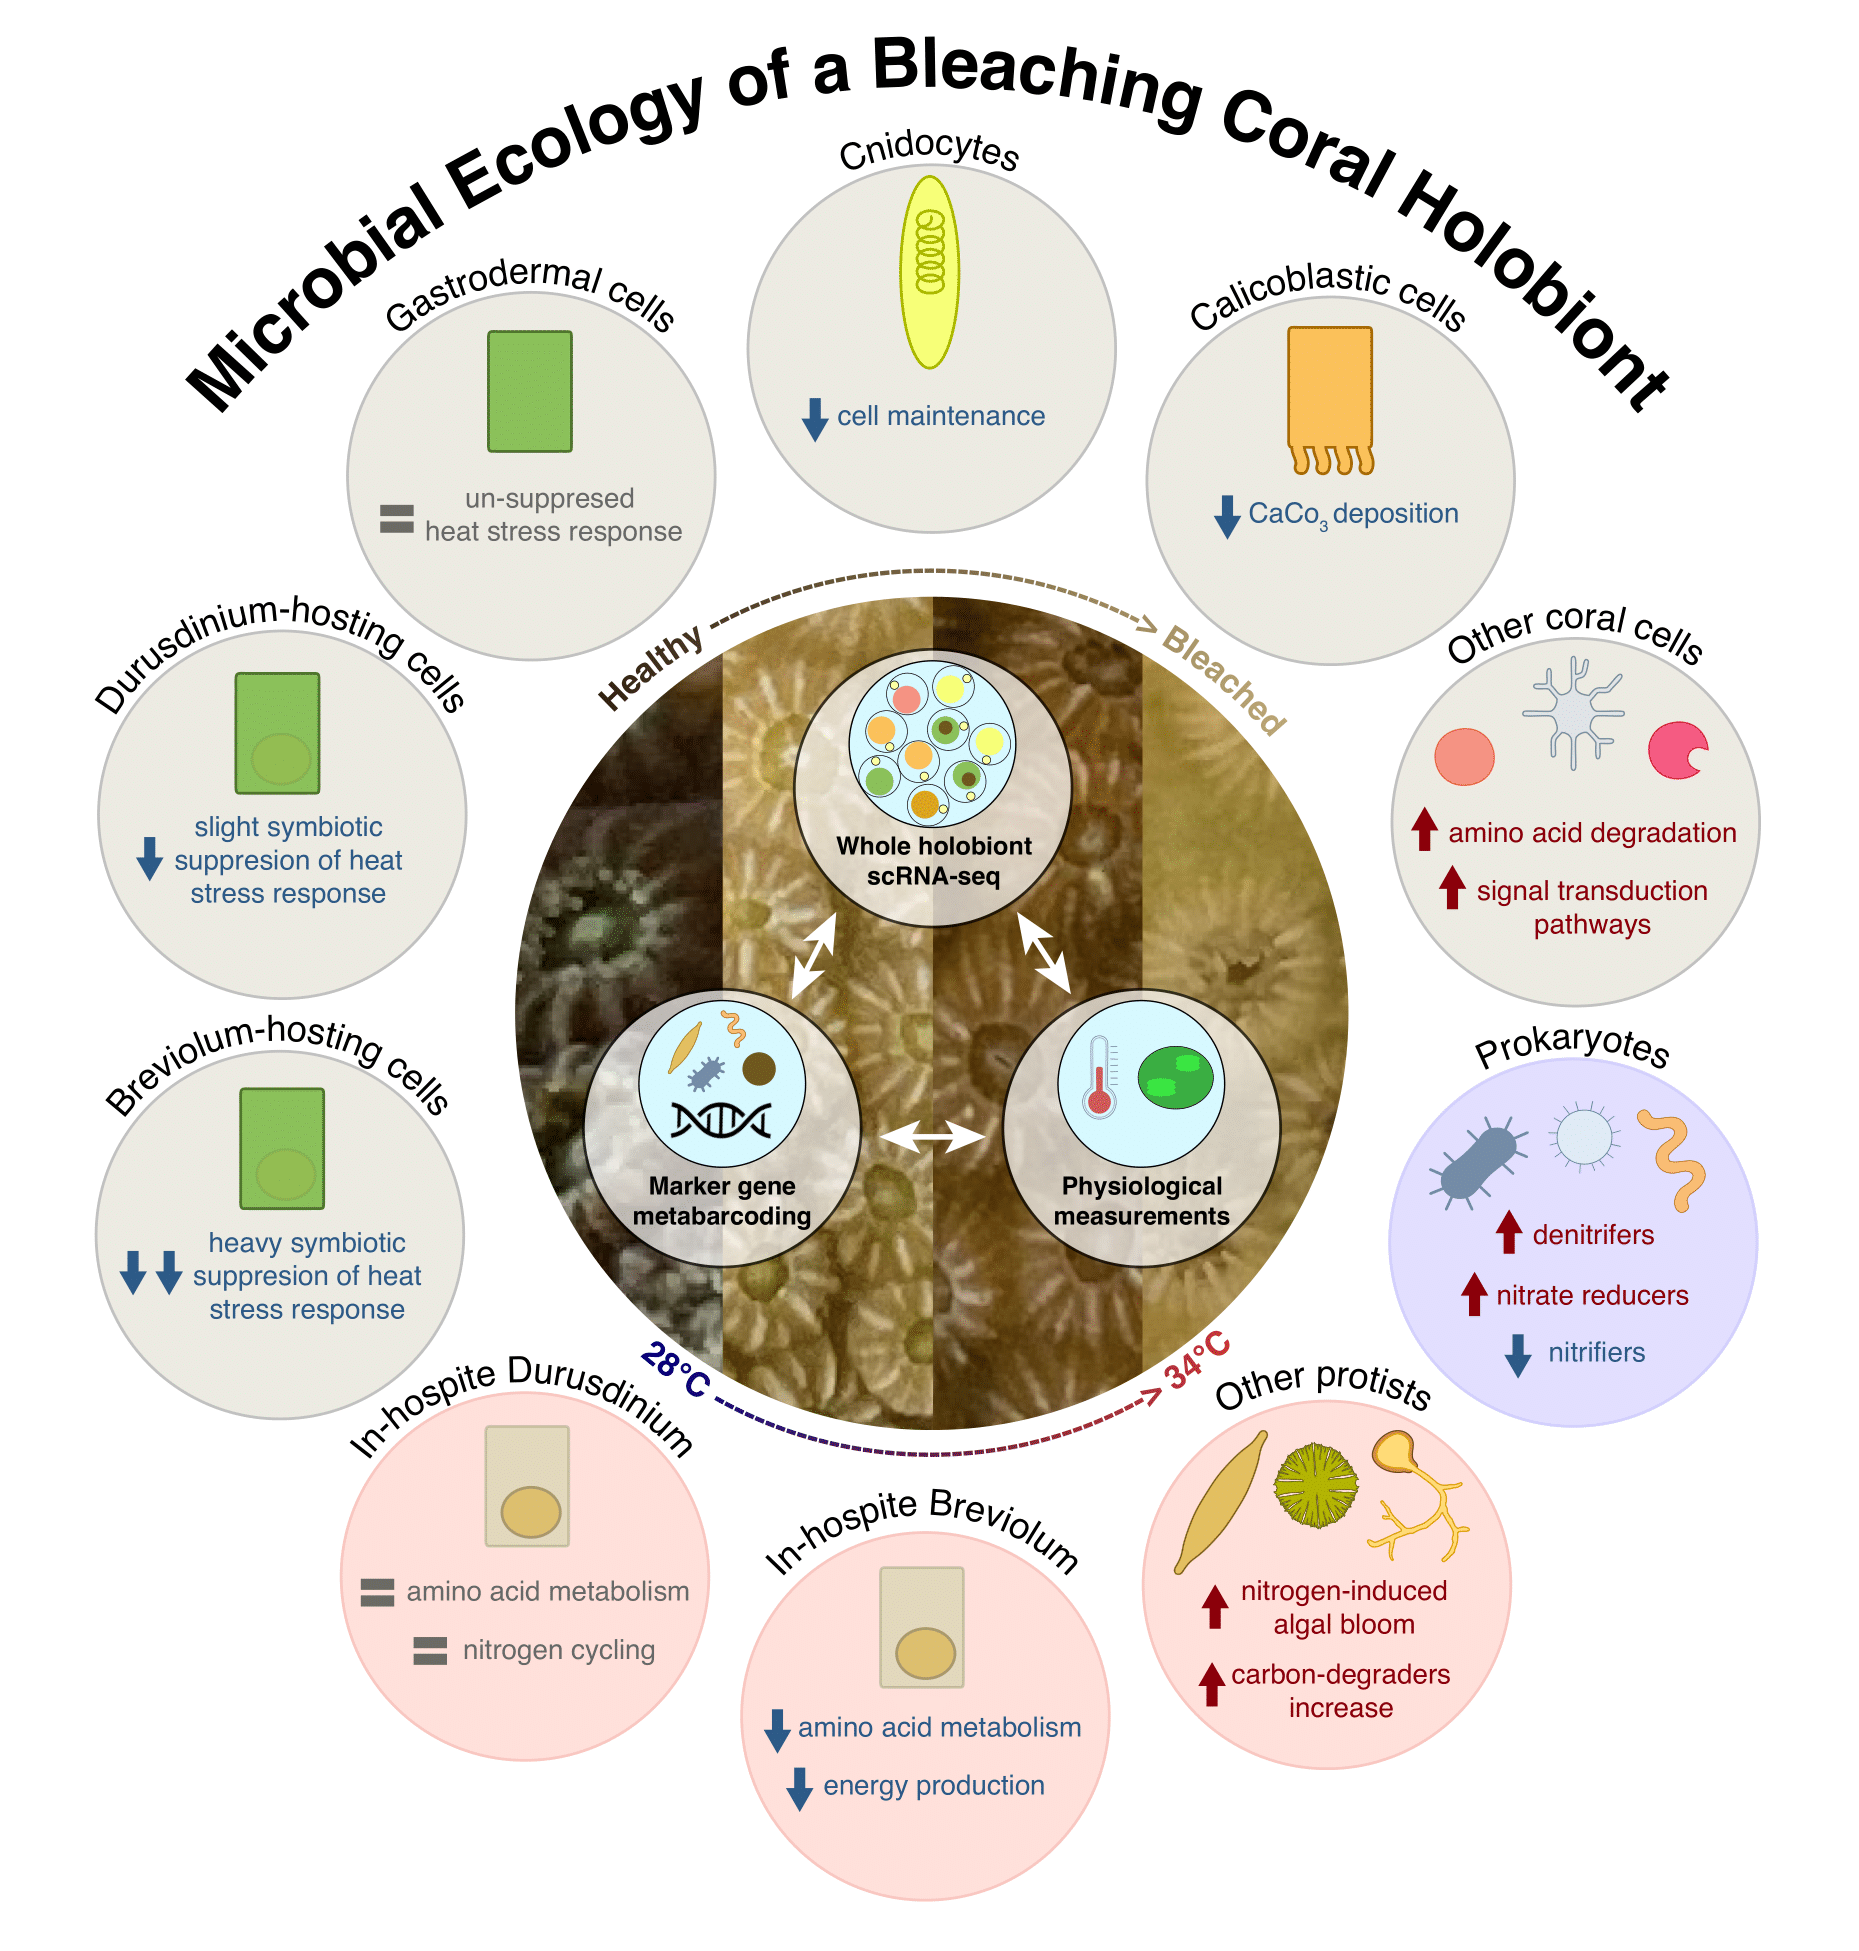 Microbial Ecology of a Bleaching Coral Holobiont
Cnidocytes
cell maintenance
Gastrodermal cells
un-suppresed
heat stress response
Calicoblastic cells
CaCo₃ deposition
Durusdinium-hosting cells
slight symbiotic
suppresion of heat
stress response
Other coral cells
amino acid degradation
signal transduction
pathways
Healthy
Bleached
Whole holobiont
scRNA-seq
Marker gene
metabarcoding
Physiological
measurements
28°C
34°C
Breviolum-hosting cells
heavy symbiotic
suppresion of heat
stress response
Prokaryotes
denitrifers
nitrate reducers
nitrifiers
In-hospite Durusdinium
amino acid metabolism
nitrogen cycling
In-hospite Breviolum
amino acid metabolism
energy production
Other protists
nitrogen-induced
algal bloom
carbon-degraders
increase